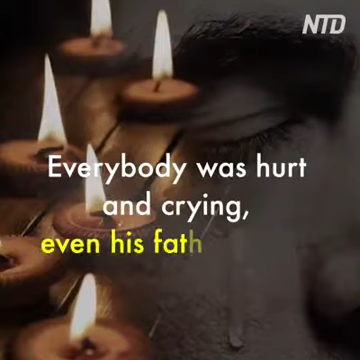 NTD
Everybody was hurt
and crying,
even his fath